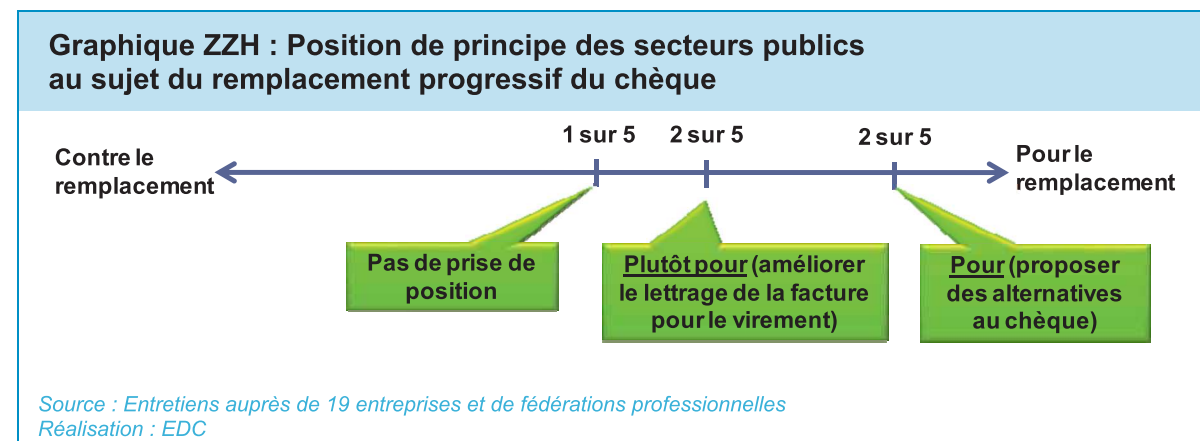 Graphique ZZH : Position de principe des secteurs publics
au sujet du remplacement progressif du chèque
1 sur 5
2 sur 5
2 sur 5
Contre le
remplacement
Pour le
remplacement
Pas de prise de
position
Plutôt pour (améliorer
le lettrage de la facture
pour le virement)
Pour (proposer
des alternatives
au chèque)
Source : Entretiens auprès de 19 entreprises et de fédérations professionnelles
Réalisation : EDC